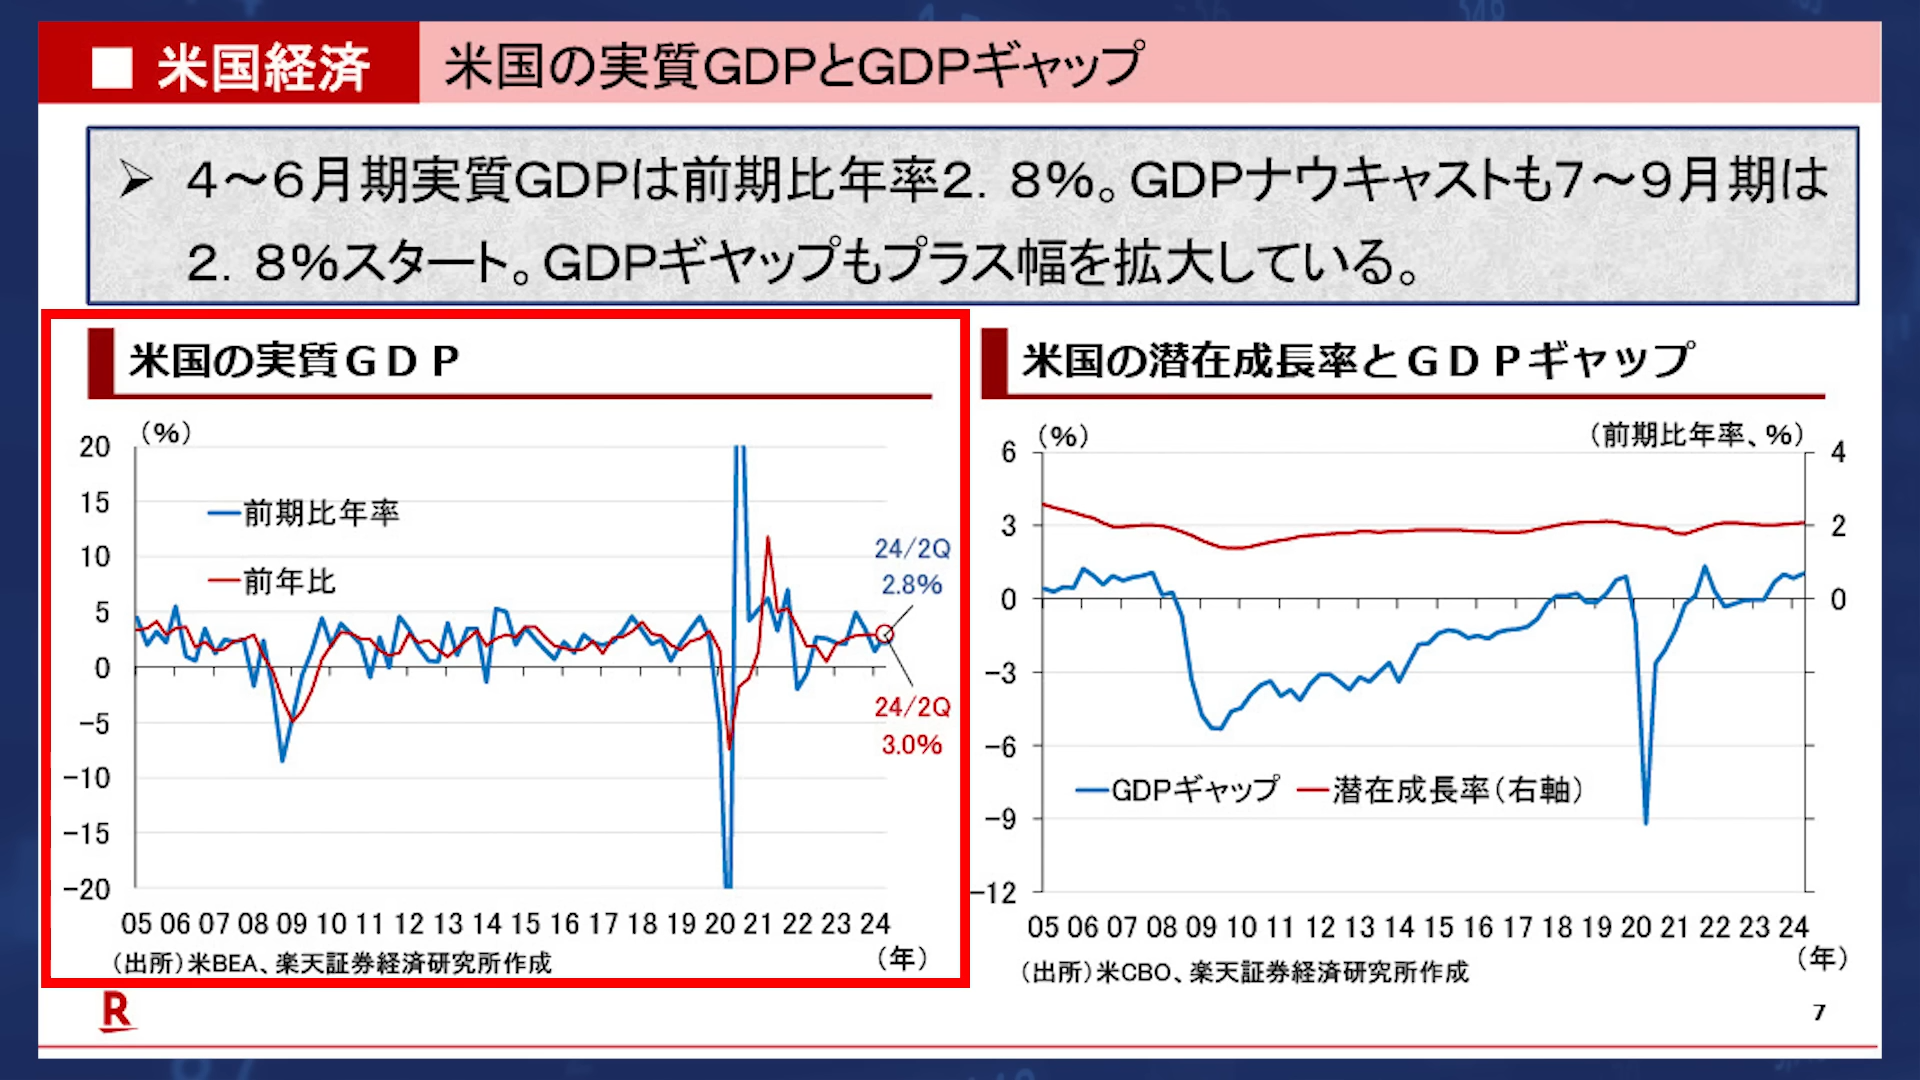 ■ 米国経済
米国の実質GDPとGDPギャップ
➢ 4～6月期実質GDPは前期比年率2．8%。GDPナウキャストも7～9月期は
2．8%スタート。GDPギヤップもプラス幅を拡大している。
米国の実質ＧＤＰ
(%)
20
15
10
5
0
-5
-10
-15
-20
前期比年率
前年比
24/2Q
2.8%
24/2Q
3.0%
05 06 07 08 09 10 11 12 13 14 15 16 17 18 19 20 21 22 23 24
(年)
(出所)米BEA、楽天証券経済研究所作成
米国の潜在成長率とＧＤＰギャップ
(%)
(前期比年率、%)
6
3
0
-3
-6
-9
-12
4
2
0
GDPギャップ 潜在成長率(右軸)
05 06 07 08 09 10 11 12 13 14 15 16 17 18 19 20 21 22 23 24
(年)
(出所)米CBO、楽天証券経済研究所作成
R
7